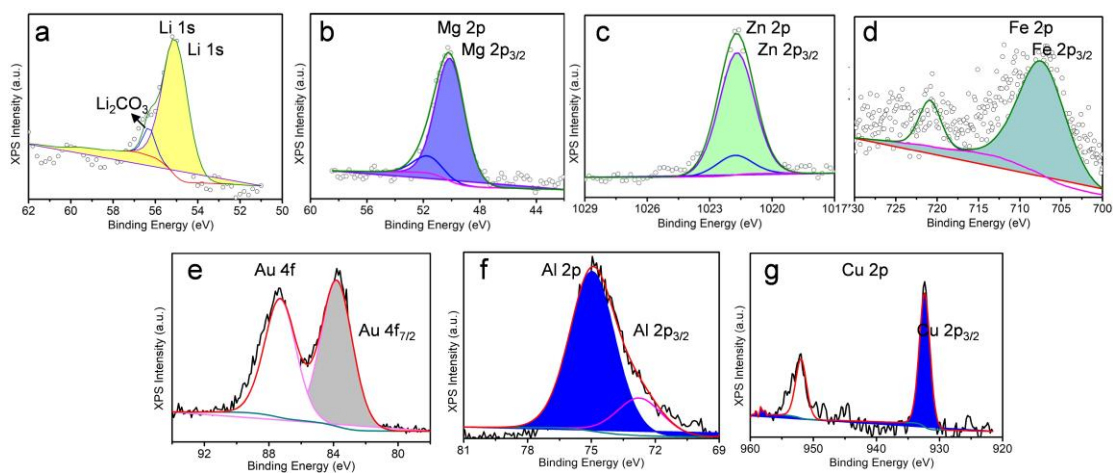 a
Li 1s
Li 1s
Li₂CO₃
XPS Intensity (a.u.)
62 60 58 56 54 52 50
Binding Energy (eV)
b
Mg 2p
Mg 2p₃/₂
XPS Intensity (a.u.)
60 56 52 48 44
Binding Energy (eV)
c
Zn 2p
Zn 2p₃/₂
XPS Intensity (a.u.)
1029 1026 1023 1020 1017
Binding Energy (eV)
d
Fe 2p
Fe 2p₃/₂
XPS Intensity (a.u.)
730 725 720 715 710 705 700
Binding Energy (eV)
e
Au 4f
Au 4f₇/₂
XPS Intensity (a.u.)
92 88 84 80
Binding Energy (eV)
f
Al 2p
Al 2p₃/₂
XPS Intensity (a.u.)
81 78 75 72 69
Binding Energy (eV)
g
Cu 2p
Cu 2p₃/₂
XPS Intensity (a.u.)
960 950 940 930 920
Binding Energy (eV)